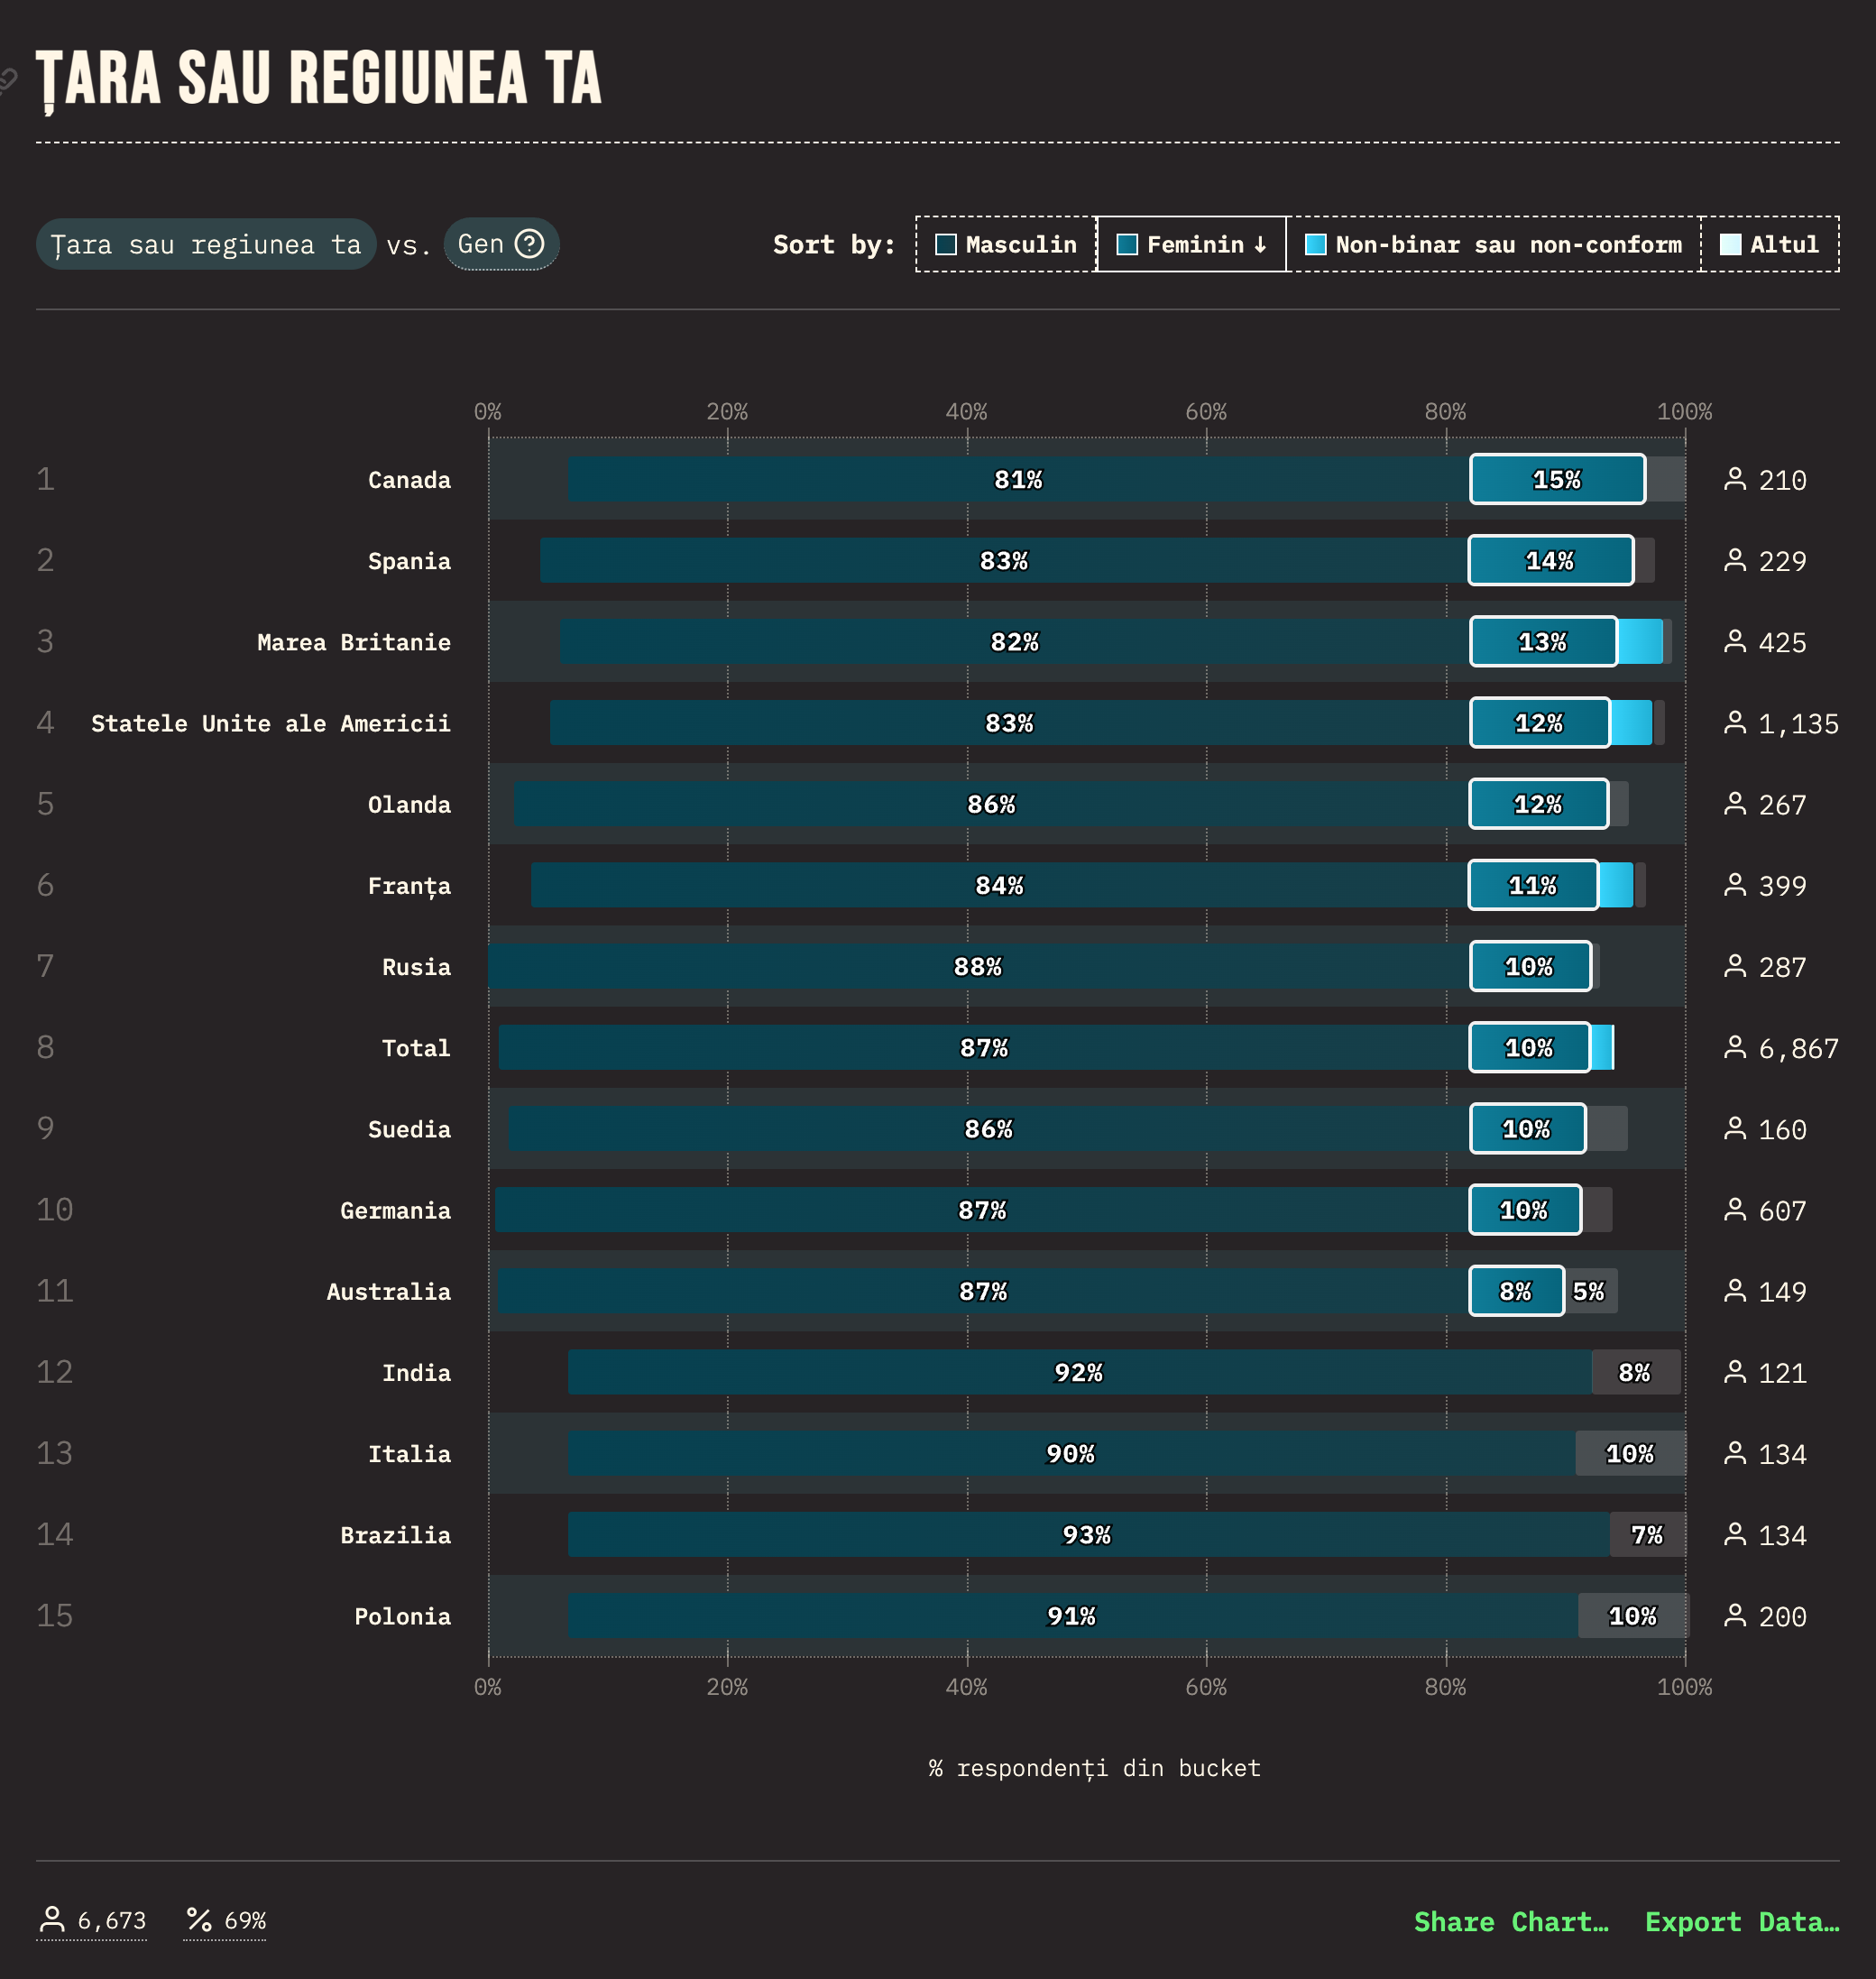 ȚARA SAU REGIUNEA TA
Țara sau regiunea ta vs. Gen ? Sort by: Masculin Feminin ↓ Non-binar sau non-conform Altul
0% 20% 40% 60% 80% 100%
1 Canada 81% 15% 210
2 Spania 83% 14% 229
3 Marea Britanie 82% 13% 425
4 Statele Unite ale Americii 83% 12% 1,135
5 Olanda 86% 12% 267
6 Franța 84% 11% 399
7 Rusia 88% 10% 287
8 Total 87% 10% 6,867
9 Suedia 86% 10% 160
10 Germania 87% 10% 607
11 Australia 87% 8% 5% 149
12 India 92% 8% 121
13 Italia 90% 10% 134
14 Brazilia 93% 7% 134
15 Polonia 91% 10% 200
0% 20% 40% 60% 80% 100%
% respondenți din bucket
6,673 % 69% Share Chart… Export Data…